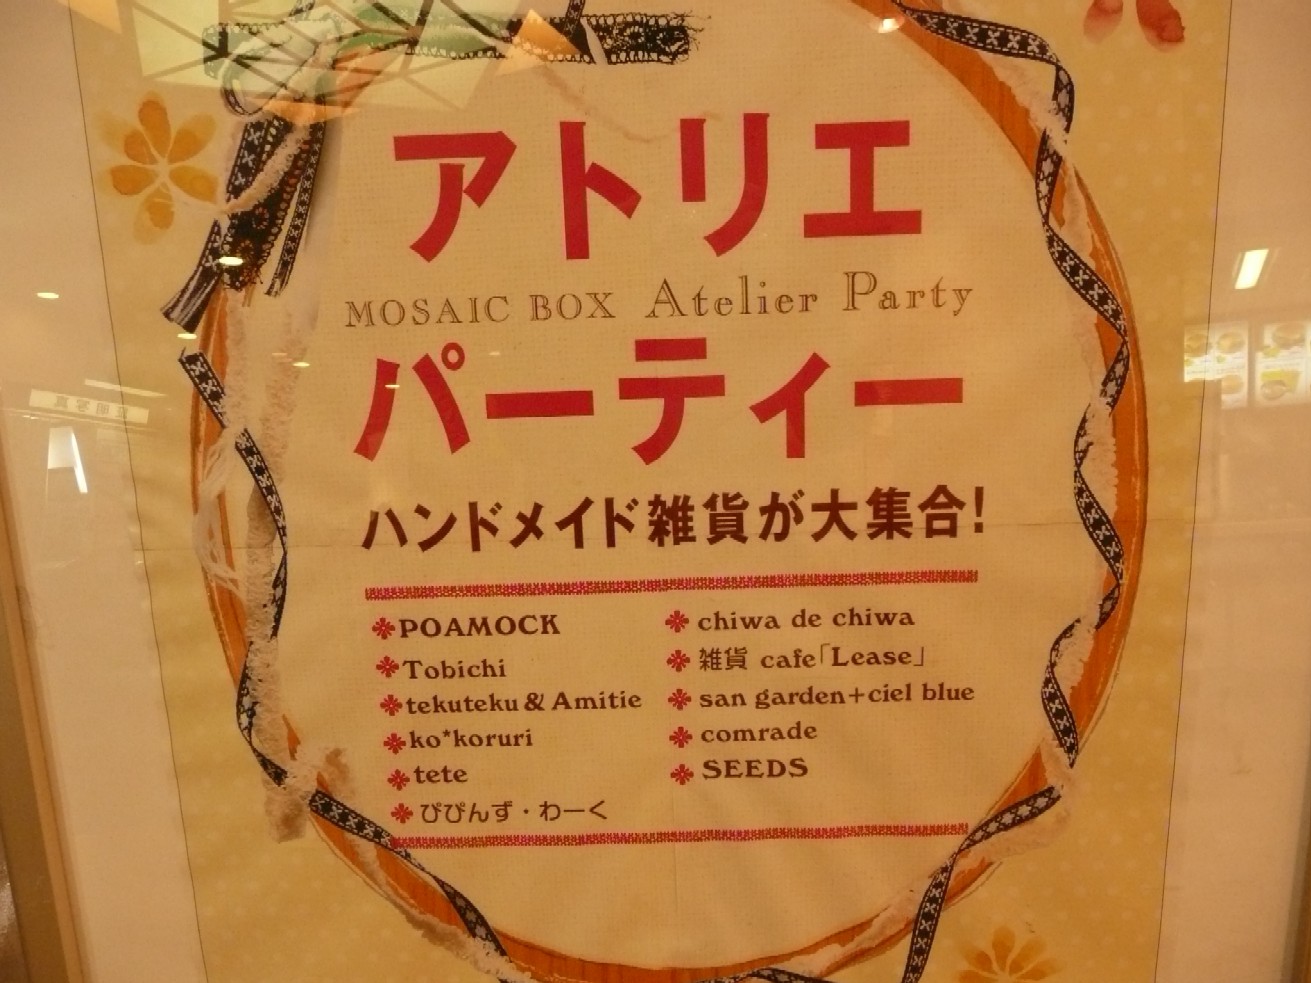 アトリエ
MOSAIC BOX Atelier Party
パーティー
ハンドメイド雑貨が大集合!
POAMOCK
Tobichi
tekuteku & Amitie
ko*koruri
tete
ぴぴんず・わーく
chiwa de chiwa
雑貨 cafe「Lease」
san garden+ciel blue
comrade
SEEDS